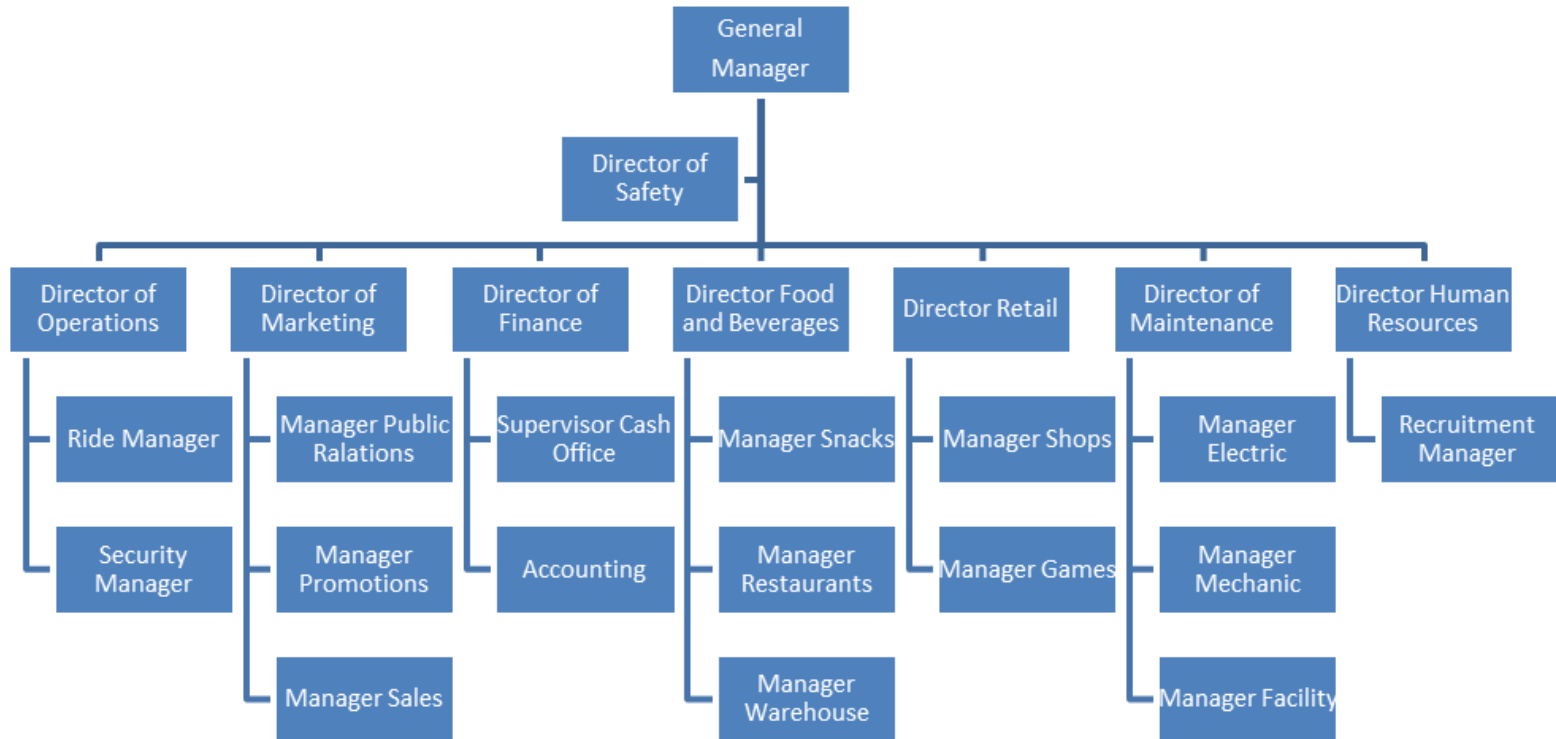 General
Manager
Director of
Safety
Director of
Operations
Director of
Marketing
Director of
Finance
Director Food
and Beverages
Director Retail
Director of
Maintenance
Director Human
Resources
Ride Manager
Manager Public
Ralations
Supervisor Cash
Office
Manager Snacks
Manager Shops
Manager
Electric
Recruitment
Manager
Security
Manager
Manager
Promotions
Accounting
Manager
Restaurants
Manager Games
Manager
Mechanic
Manager Sales
Manager
Warehouse
Manager Facility